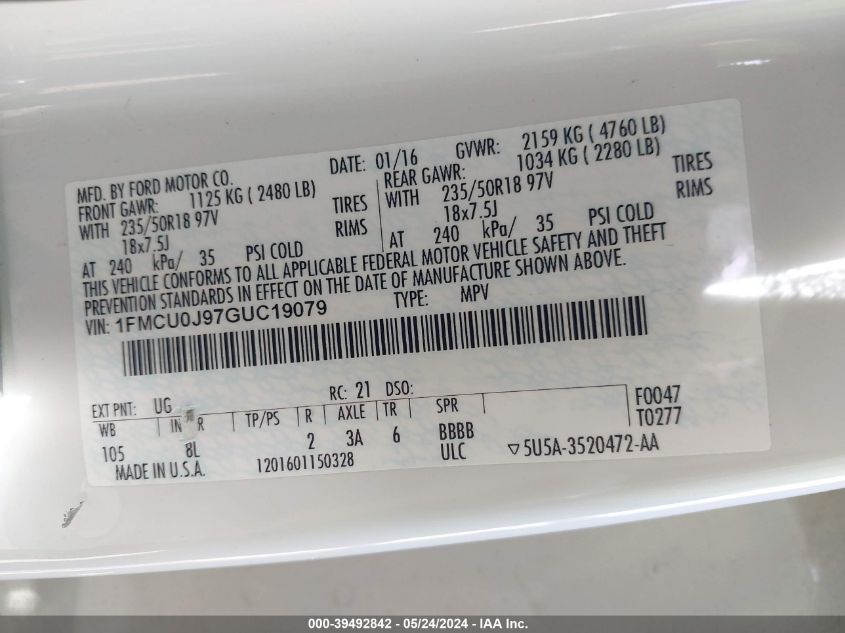 MFD. BY FORD MOTOR CO. DATE: 01/16 GVWR: 2159 KG ( 4760 LB)
FRONT GAWR: 1125 KG ( 2480 LB) REAR GAWR: 1034 KG ( 2280 LB)
WITH 235/50R18 97V TIRES WITH 235/50R18 97V TIRES
18x7.5J RIMS 18x7.5J RIMS
AT 240 kPa/ 35 PSI COLD AT 240 kPa/ 35 PSI COLD
THIS VEHICLE CONFORMS TO ALL APPLICABLE FEDERAL MOTOR VEHICLE SAFETY AND THEFT
PREVENTION STANDARDS IN EFFECT ON THE DATE OF MANUFACTURE SHOWN ABOVE.
VIN: 1FMCU0J97GUC19079 TYPE: MPV
EXT PNT: UG RC: 21 DSO: F0047
WB IN R TP/PS R AXLE TR SPR T0277
105 8L 2 3A 6 BBBB
MADE IN U.S.A. 1201601150328 ULC 5U5A-3520472-AA
000-39492842 - 05/24/2024 - IAA Inc.